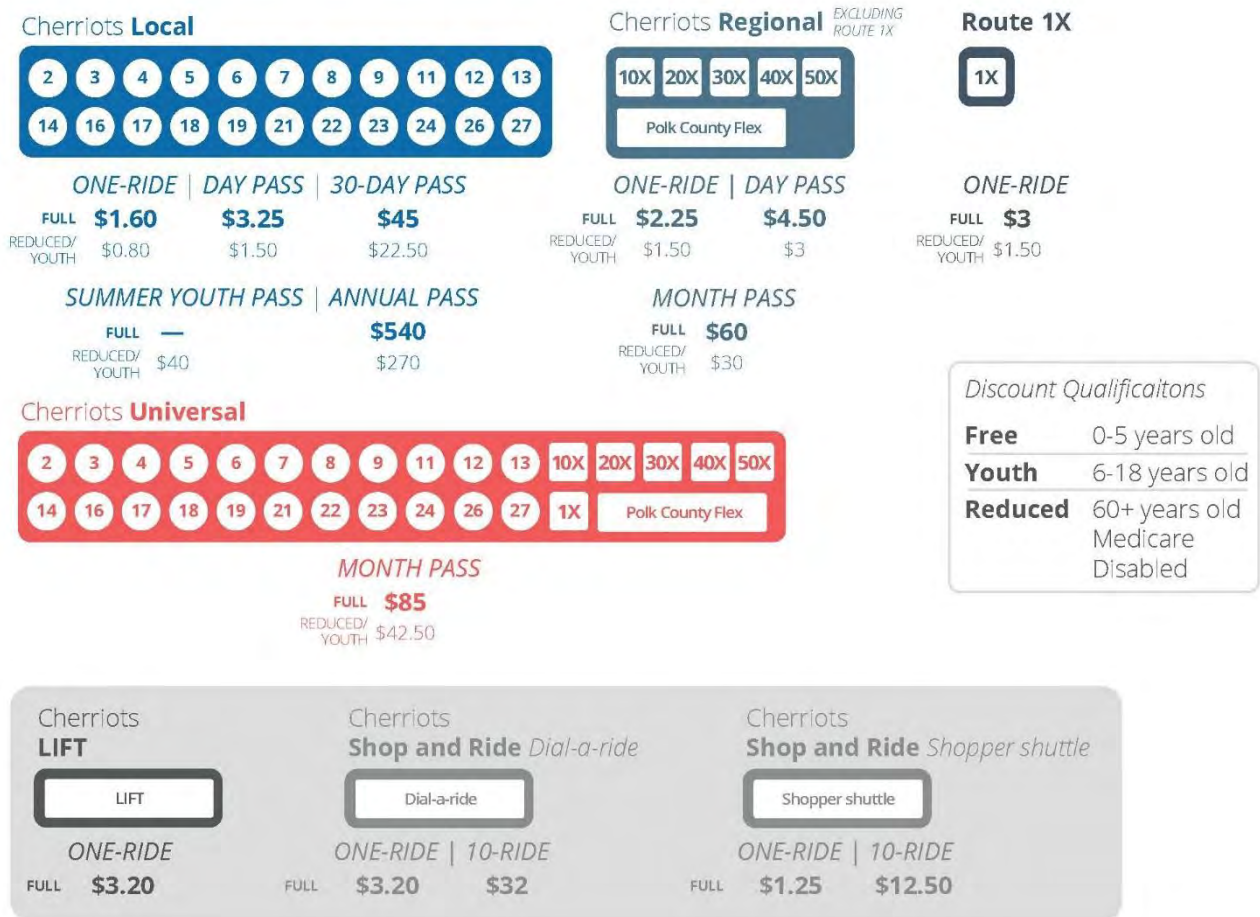 Cherriots Local
2 3 4 5 6 7 8 9 11 12 13
14 16 17 18 19 21 22 23 24 26 27
ONE-RIDE | DAY PASS | 30-DAY PASS
FULL $1.60 $3.25 $45
REDUCED/
YOUTH $0.80 $1.50 $22.50
SUMMER YOUTH PASS | ANNUAL PASS
FULL — $540
REDUCED/
YOUTH $40 $270
Cherriots Regional EXCLUDING
ROUTE 1X
10X 20X 30X 40X 50X
Polk County Flex
ONE-RIDE | DAY PASS
FULL $2.25 $4.50
REDUCED/
YOUTH $1.50 $3
MONTH PASS
FULL $60
REDUCED/
YOUTH $30
Route 1X
1X
ONE-RIDE
FULL $3
REDUCED/
YOUTH $1.50
Cherriots Universal
2 3 4 5 6 7 8 9 11 12 13 10X 20X 30X 40X 50X
14 16 17 18 19 21 22 23 24 26 27 1X Polk County Flex
MONTH PASS
FULL $85
REDUCED/
YOUTH $42.50
Discount Qualificaitons
Free 0-5 years old
Youth 6-18 years old
Reduced 60+ years old
Medicare
Disabled
Cherriots
LIFT
LIFT
ONE-RIDE
FULL $3.20
Cherriots
Shop and Ride Dial-a-ride
Dial-a-ride
ONE-RIDE | 10-RIDE
FULL $3.20 $32
Cherriots
Shop and Ride Shopper shuttle
Shopper shuttle
ONE-RIDE | 10-RIDE
FULL $1.25 $12.50